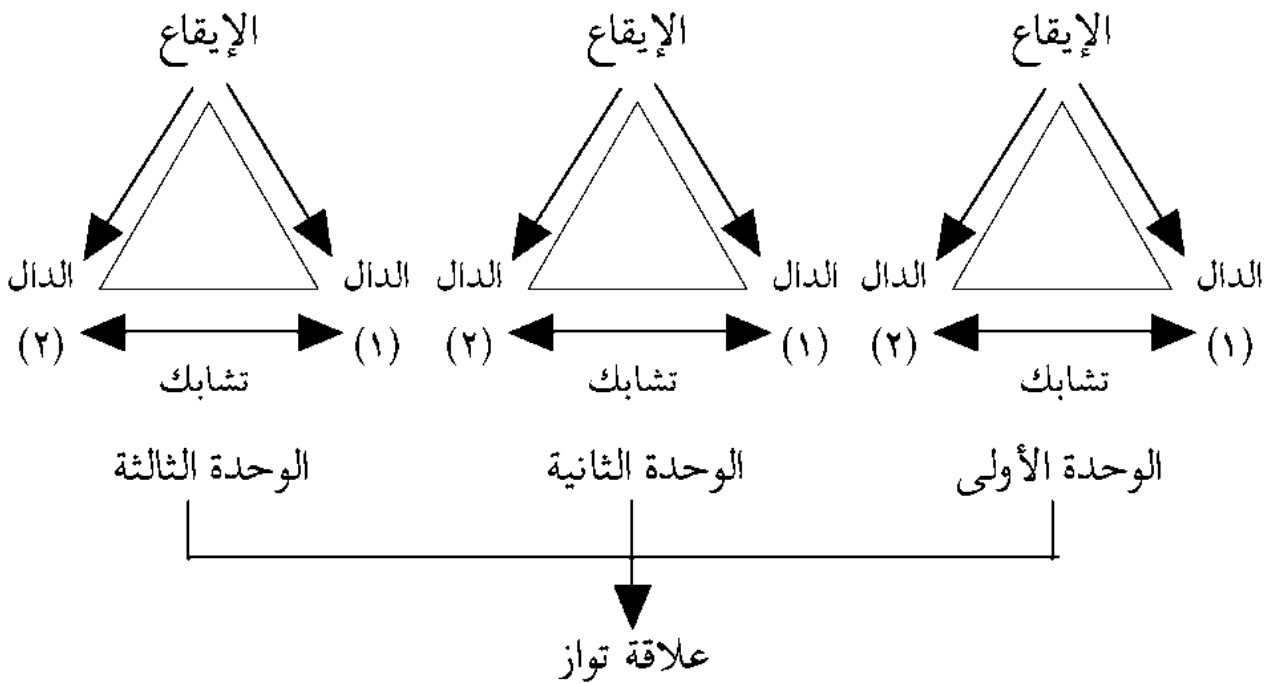 الإيقاع الإيقاع الإيقاع
الدال الدال الدال الدال الدال الدال
(١) (٢) (١) (٢) (١) (٢)
تشابك تشابك تشابك
الوحدة الأولى الوحدة الثانية الوحدة الثالثة
علاقة تواز